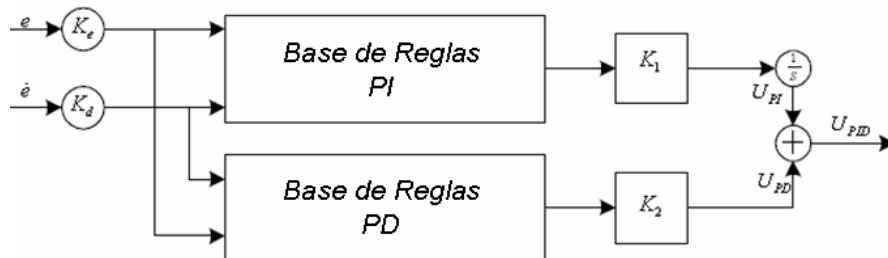 e
K_e
ė
K_d
Base de Reglas
PI
K_1
1/s
U_PI
U_PID
Base de Reglas
PD
K_2
U_PD
+